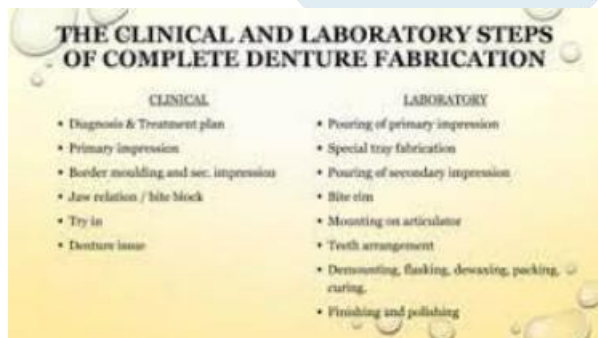 THE CLINICAL AND LABORATORY STEPS
OF COMPLETE DENTURE FABRICATION
CLINICAL
• Diagnosis & Treatment plan
• Primary impression
• Border moulding and sec. impression
• Jaw relation / bite block
• Try in
• Denture issue
LABORATORY
• Pouring of primary impression
• Special tray fabrication
• Pouring of secondary impression
• Bite rim
• Mounting on articulator
• Teeth arrangement
• Demounting, flasking, dewaxing, packing,
curing.
• Finishing and polishing